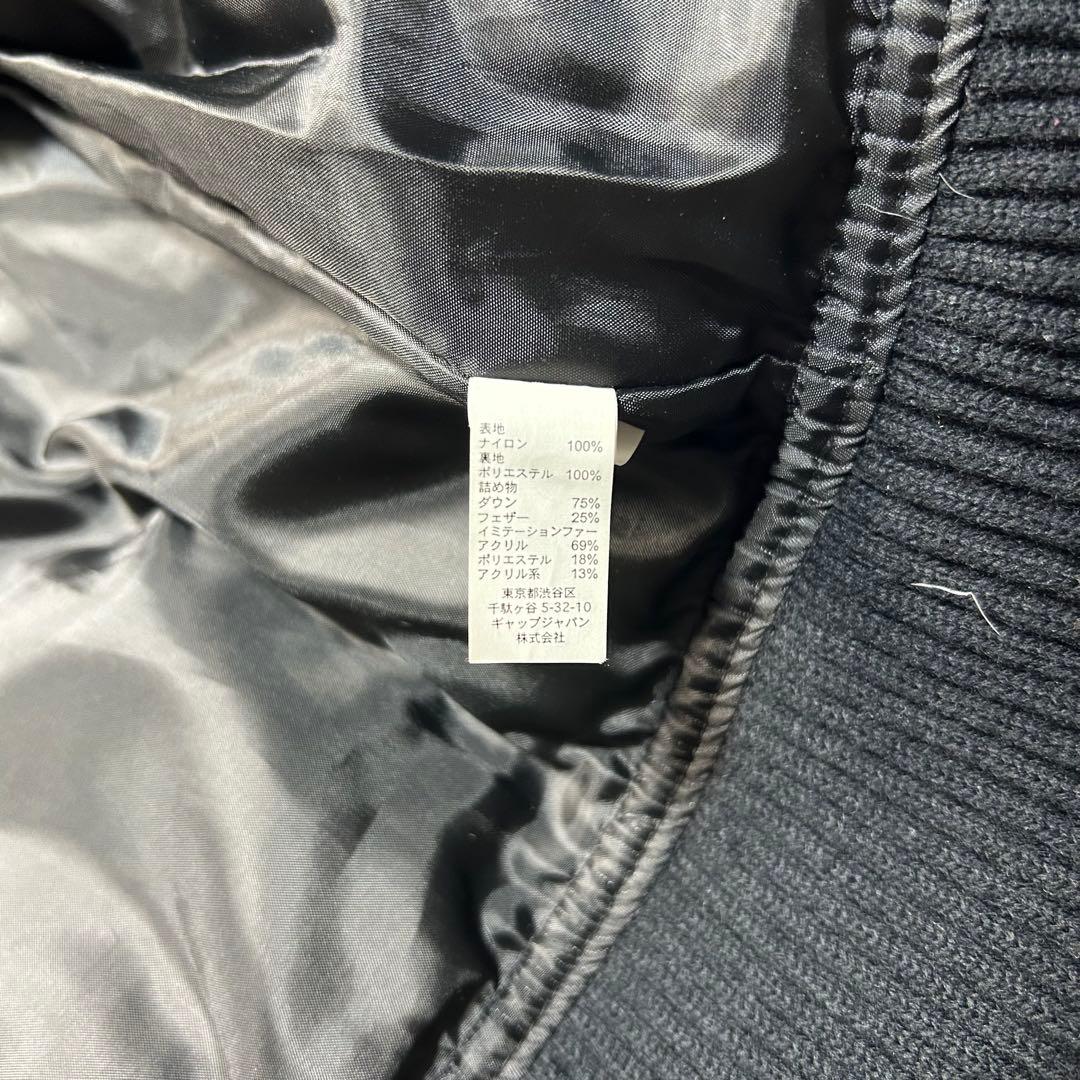 表地
ナイロン 100%
裏地
ポリエステル 100%
詰め物
ダウン 75%
フェザー 25%
イミテーションファー
アクリル 69%
ポリエステル 18%
アクリル系 13%
東京都渋谷区
千駄ヶ谷 5-32-10
ギャップジャパン
株式会社